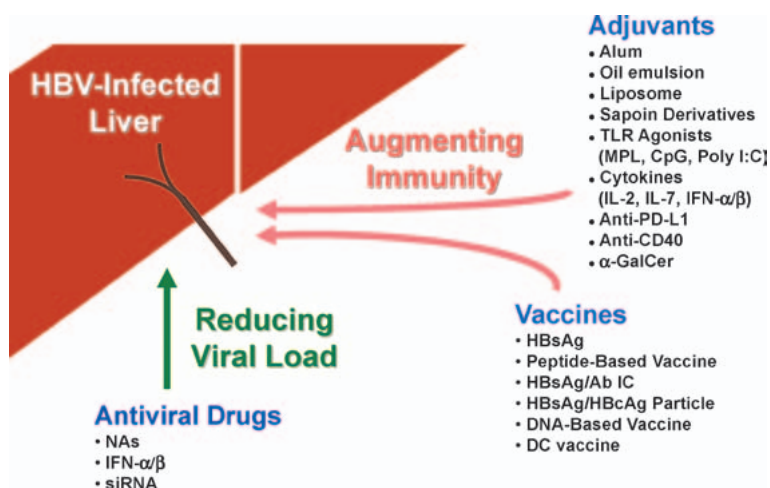 HBV-Infected
Liver
Augmenting
Immunity
Adjuvants
• Alum
• Oil emulsion
• Liposome
• Sapoin Derivatives
• TLR Agonists
(MPL, CpG, Poly I:C)
• Cytokines
(IL-2, IL-7, IFN-α/β)
• Anti-PD-L1
• Anti-CD40
• α-GalCer
Reducing
Viral Load
Vaccines
• HBsAg
• Peptide-Based Vaccine
• HBsAg/Ab IC
• HBsAg/HBcAg Particle
• DNA-Based Vaccine
• DC vaccine
Antiviral Drugs
• NAs
• IFN-α/β
• siRNA